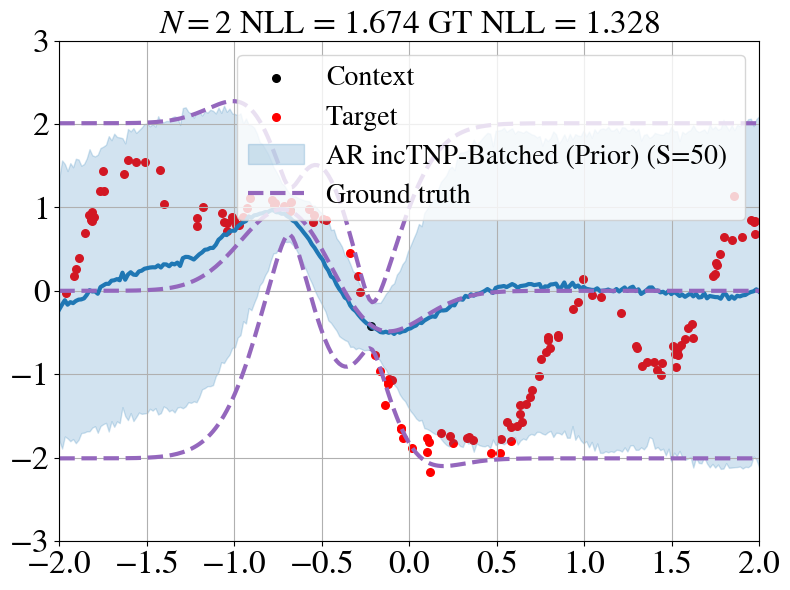 N = 2 NLL = 1.674 GT NLL = 1.328
3
2
1
0
−1
−2
−3
Context
Target
AR incTNP-Batched (Prior) (S=50)
Ground truth
−2.0 −1.5 −1.0 −0.5 0.0 0.5 1.0 1.5 2.0